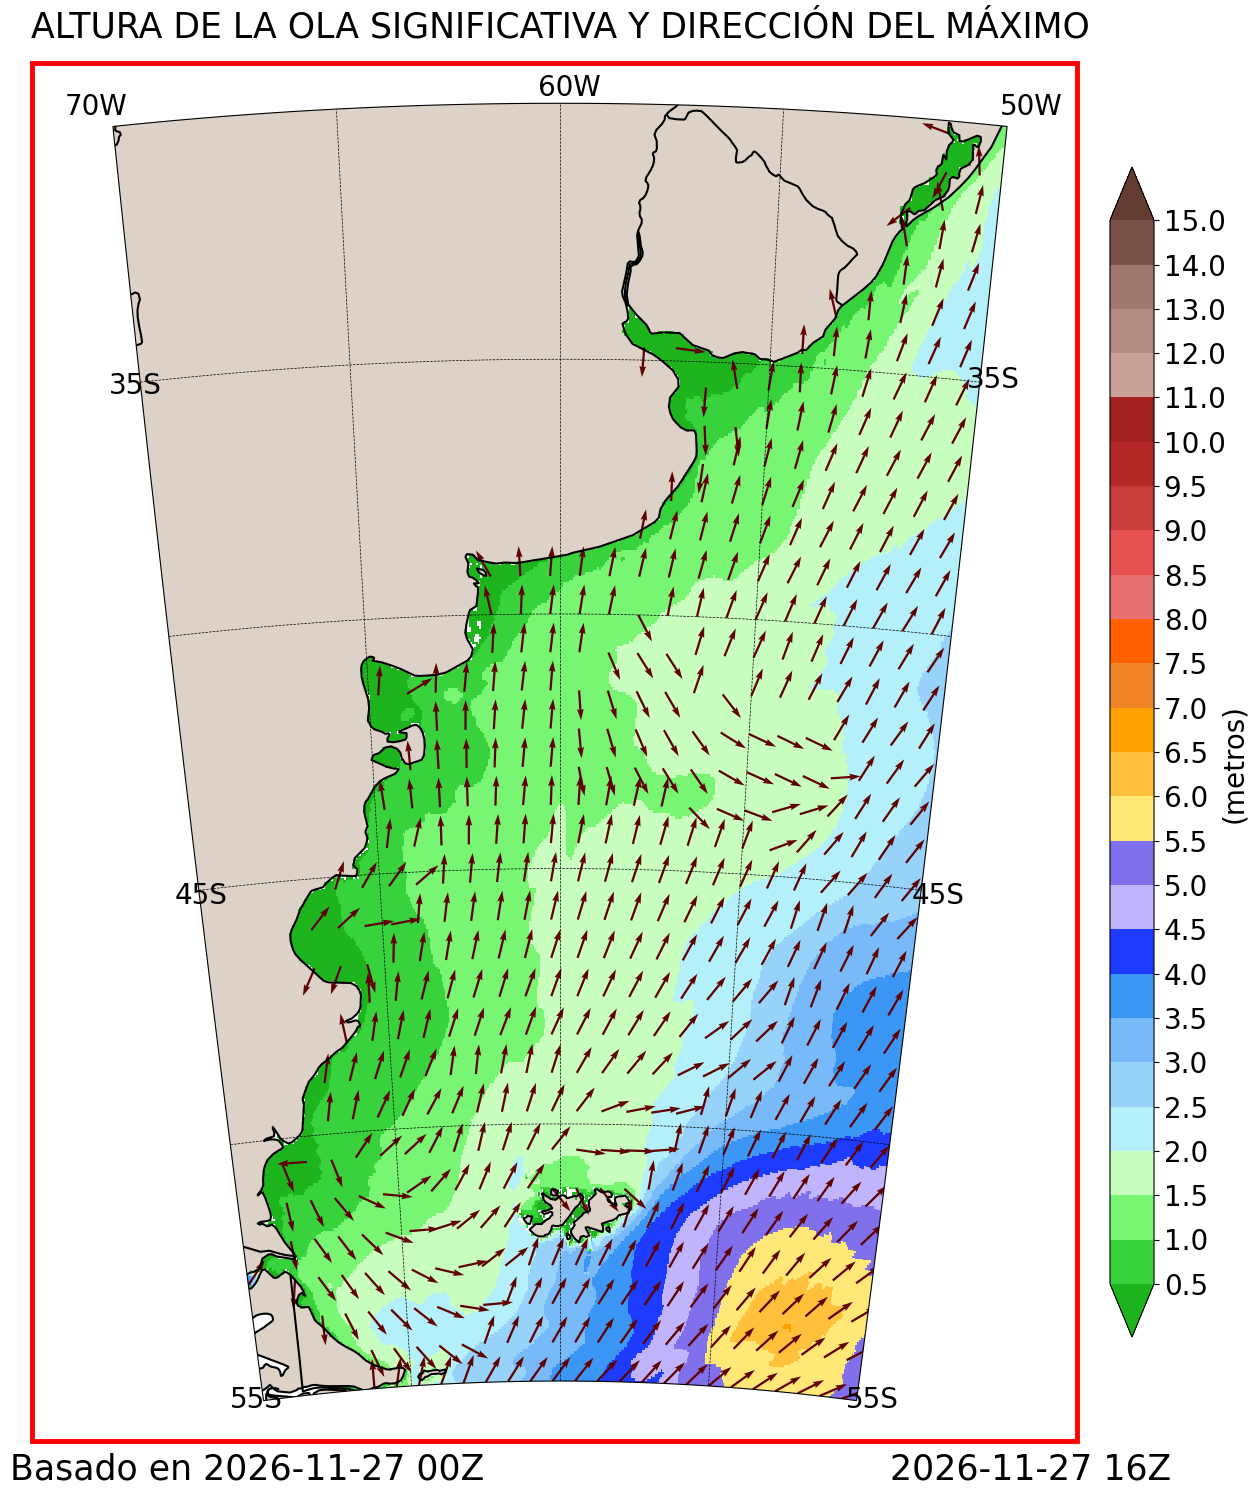 ALTURA DE LA OLA SIGNIFICATIVA Y DIRECCIÓN DEL MÁXIMO
70W
60W
50W
35S
35S
45S
45S
55S
55S
15.0
14.0
13.0
12.0
11.0
10.0
9.5
9.0
8.5
8.0
7.5
7.0
6.5
6.0
5.5
5.0
4.5
4.0
3.5
3.0
2.5
2.0
1.5
1.0
0.5
(metros)
Basado en 2026-11-27 00Z
2026-11-27 16Z